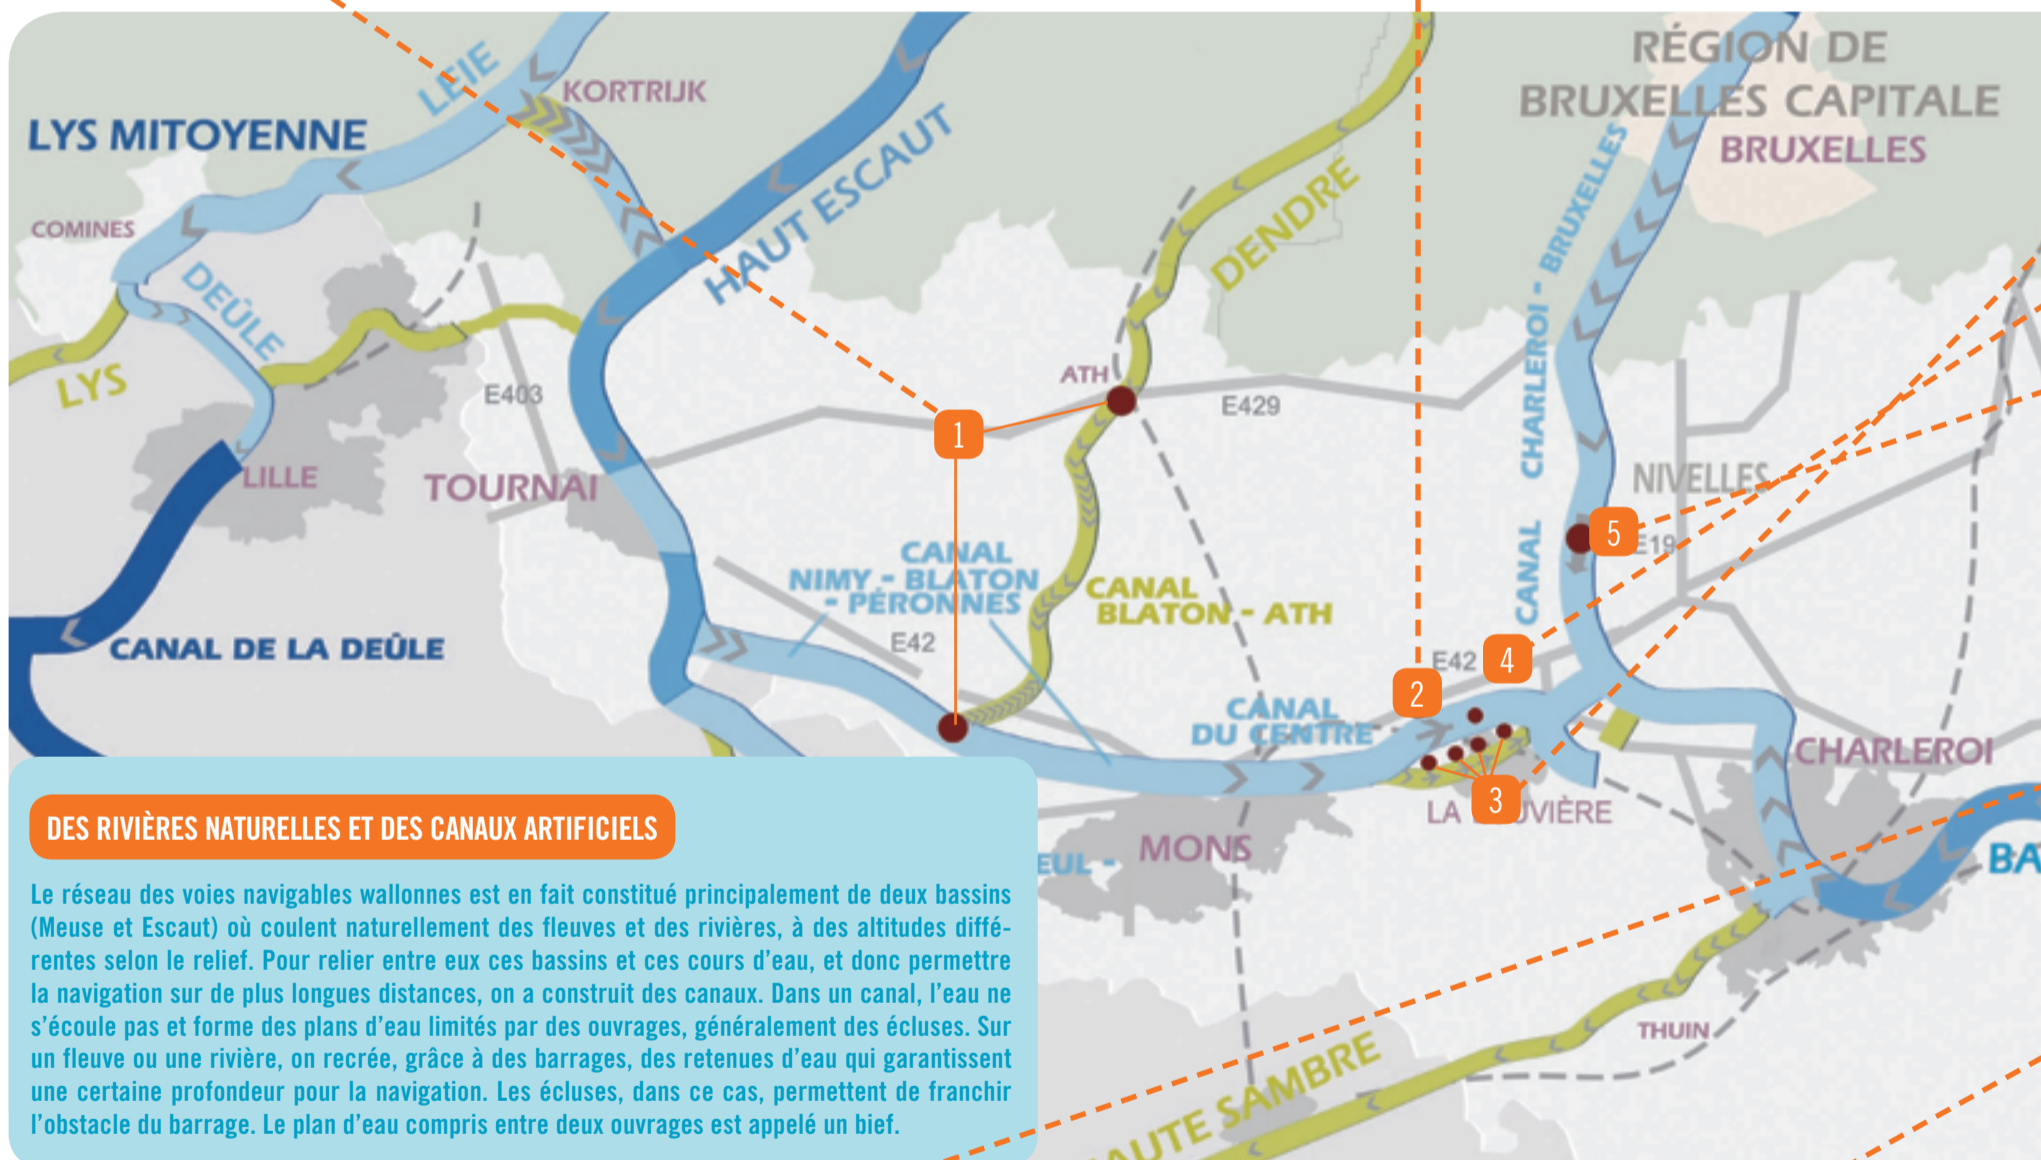 RÉGION DE
BRUXELLES CAPITALE
BRUXELLES
LEIE
KORTRIJK
LYS MITOYENNE
HAUT ESCAUT
DENDRE
COMINES
DEÛLE
LYS
E403
ATH
E429
1
CANAL CHARLEROI - BRUXELLES
NIVELLES
LILLE
TOURNAI
5
E19
CANAL
NIMY - BLATON
- PÉRONNES
CANAL
BLATON - ATH
E42
CANAL DE LA DEÛLE
E42
4
2
CANAL
DU CENTRE
CHARLEROI
3
LA
VIÈRE
MONS
EUL -
BA
THUIN
AUTE SAMBRE
DES RIVIÈRES NATURELLES ET DES CANAUX ARTIFICIELS
Le réseau des voies navigables wallonnes est en fait constitué principalement de deux bassins
(Meuse et Escaut) où coulent naturellement des fleuves et des rivières, à des altitudes diffé-
rentes selon le relief. Pour relier entre eux ces bassins et ces cours d'eau, et donc permettre
la navigation sur de plus longues distances, on a construit des canaux. Dans un canal, l'eau ne
s'écoule pas et forme des plans d'eau limités par des ouvrages, généralement des écluses. Sur
un fleuve ou une rivière, on recrée, grâce à des barrages, des retenues d'eau qui garantissent
une certaine profondeur pour la navigation. Les écluses, dans ce cas, permettent de franchir
l'obstacle du barrage. Le plan d'eau compris entre deux ouvrages est appelé un bief.